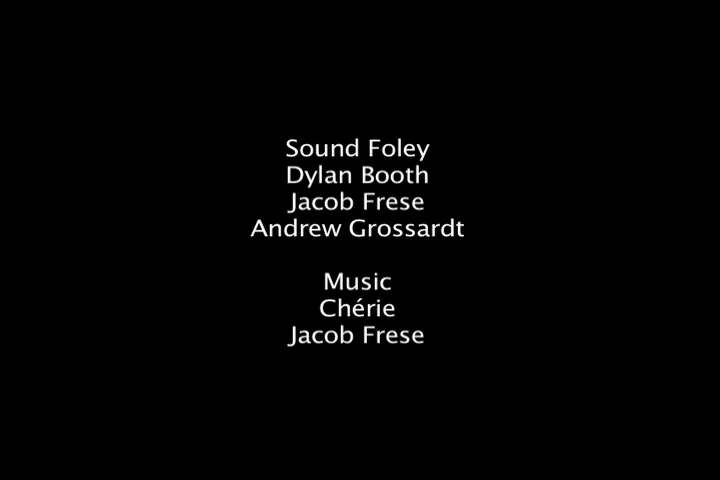 Sound Foley
Dylan Booth
Jacob Frese
Andrew Grossardt
Music
Chérie
Jacob Frese